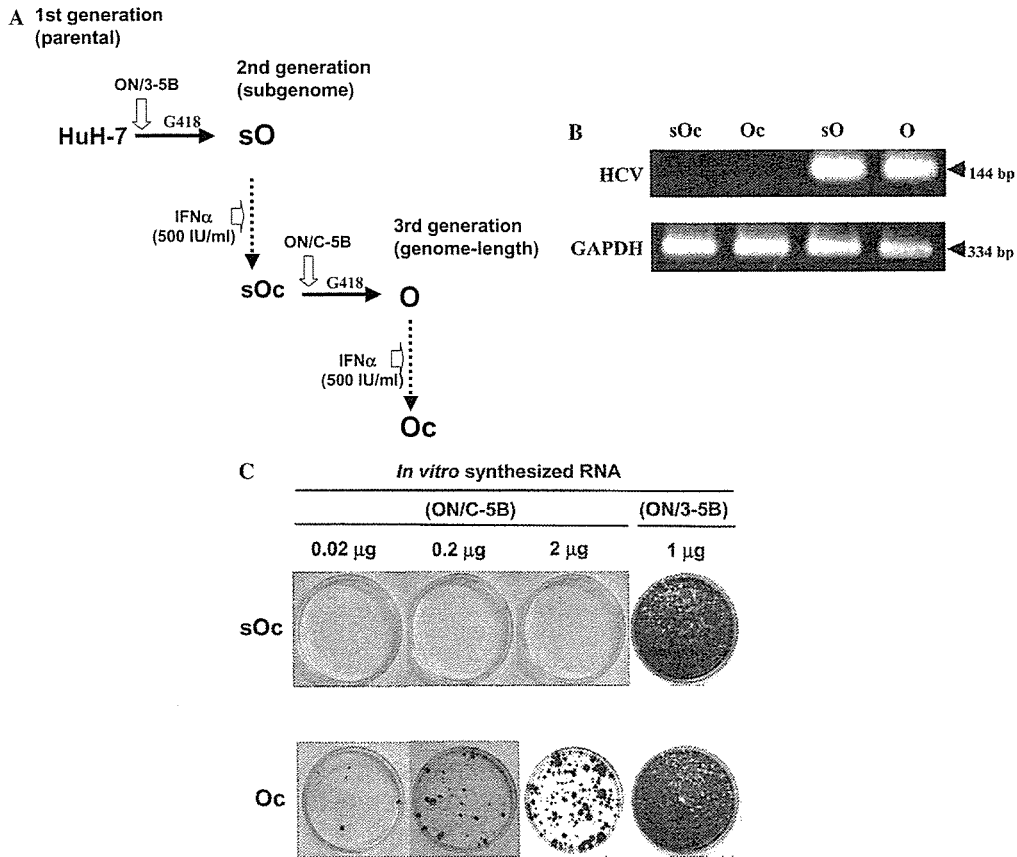 A 1st generation
(parental)
ON/3-5B
2nd generation
(subgenome)
HuH-7
G418
sO
IFNα
(500 IU/ml)
ON/C-5B
3rd generation
(genome-length)
sOc
G418
O
IFNα
(500 IU/ml)
Oc
B
sOc Oc sO O
HCV
144 bp
GAPDH
334 bp
C
In vitro synthesized RNA
(ON/C-5B) (ON/3-5B)
0.02 µg 0.2 µg 2 µg 1 µg
sOc
Oc